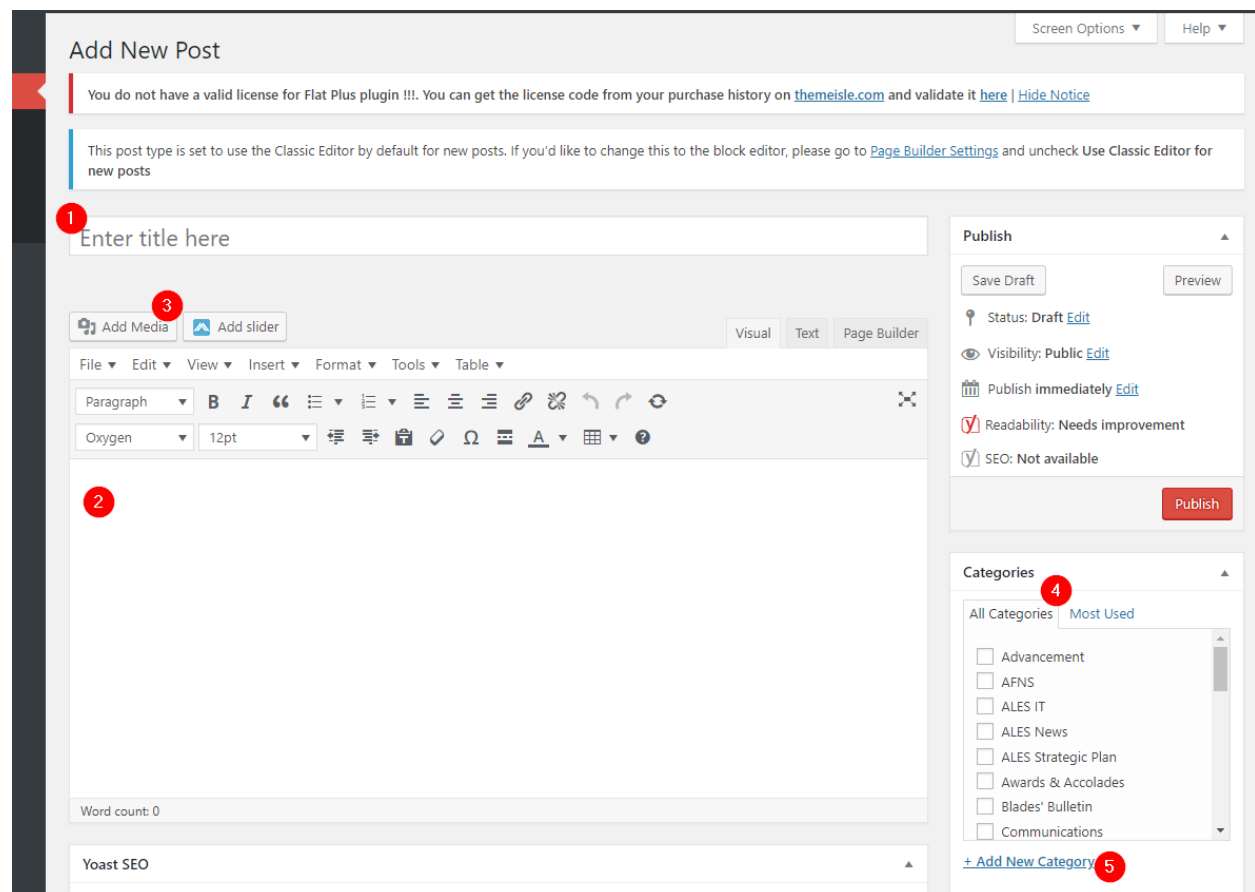 Screen Options Help
Add New Post
You do not have a valid license for Flat Plus plugin !!!. You can get the license code from your purchase history on themeisle.com and validate it here | Hide Notice
This post type is set to use the Classic Editor by default for new posts. If you'd like to change this to the block editor, please go to Page Builder Settings and uncheck Use Classic Editor for
new posts
1
Enter title here
3
Add Media Add slider
Visual Text Page Builder
File Edit View Insert Format Tools Table
Paragraph B I
Oxygen 12pt Ω A
2
Word count: 0
Yoast SEO
Publish
Save Draft Preview
Status: Draft Edit
Visibility: Public Edit
Publish immediately Edit
Readability: Needs improvement
SEO: Not available
Publish
Categories
4
All Categories Most Used
Advancement
AFNS
ALES IT
ALES News
ALES Strategic Plan
Awards & Accolades
Blades' Bulletin
Communications
+ Add New Category
5